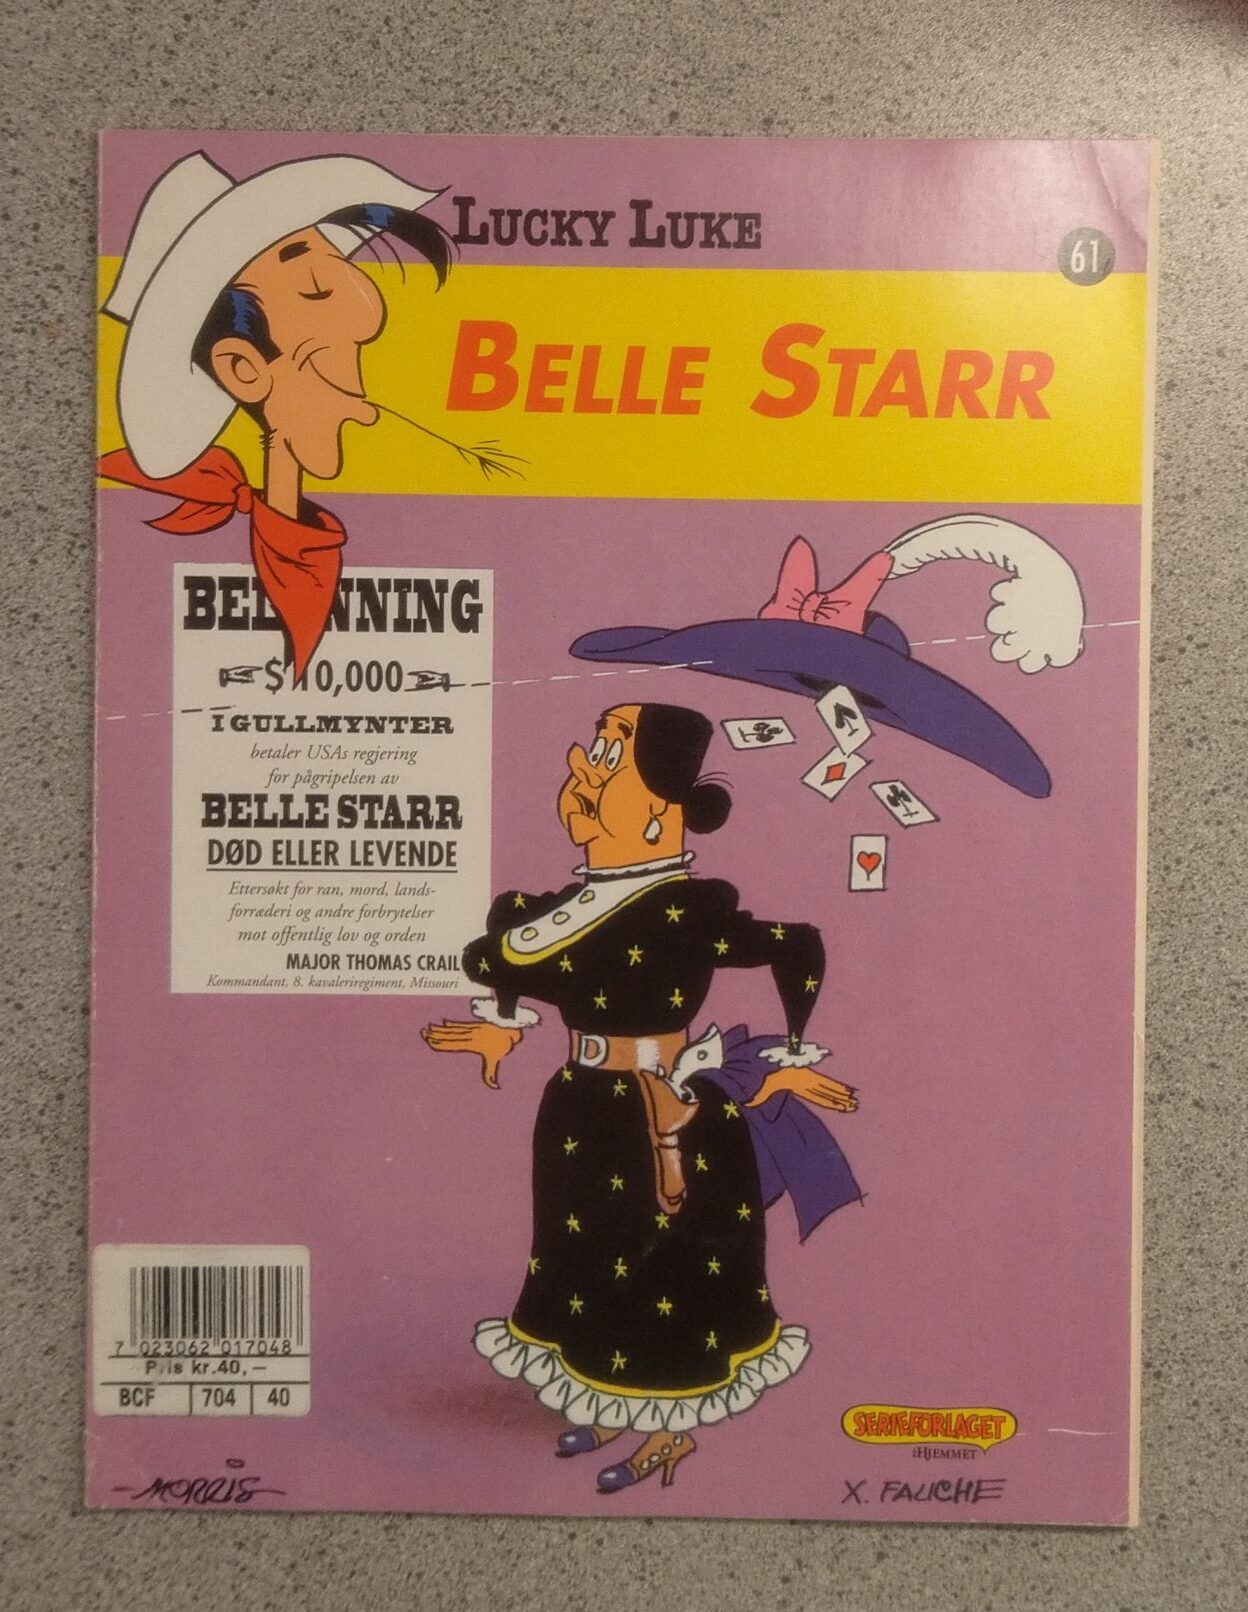 LUCKY LUKE
61
BELLE STARR
BELØNNING
$10,000
I GULLMYNTER
betaler USAs regjering
for pågripelsen av
BELLE STARR
DØD ELLER LEVENDE
Ettersøkt for ran, mord, lands-
forræderi og andre forbrytelser
mot offentlig lov og orden
MAJOR THOMAS CRAIL
Kommandant, 8. kavaleriregiment, Missouri
D
7 023062 017048
Pris kr.40,-
BCF 704 40
SERIEFORLAGET
HJEMMET
MORRIS
X. FAUCHE